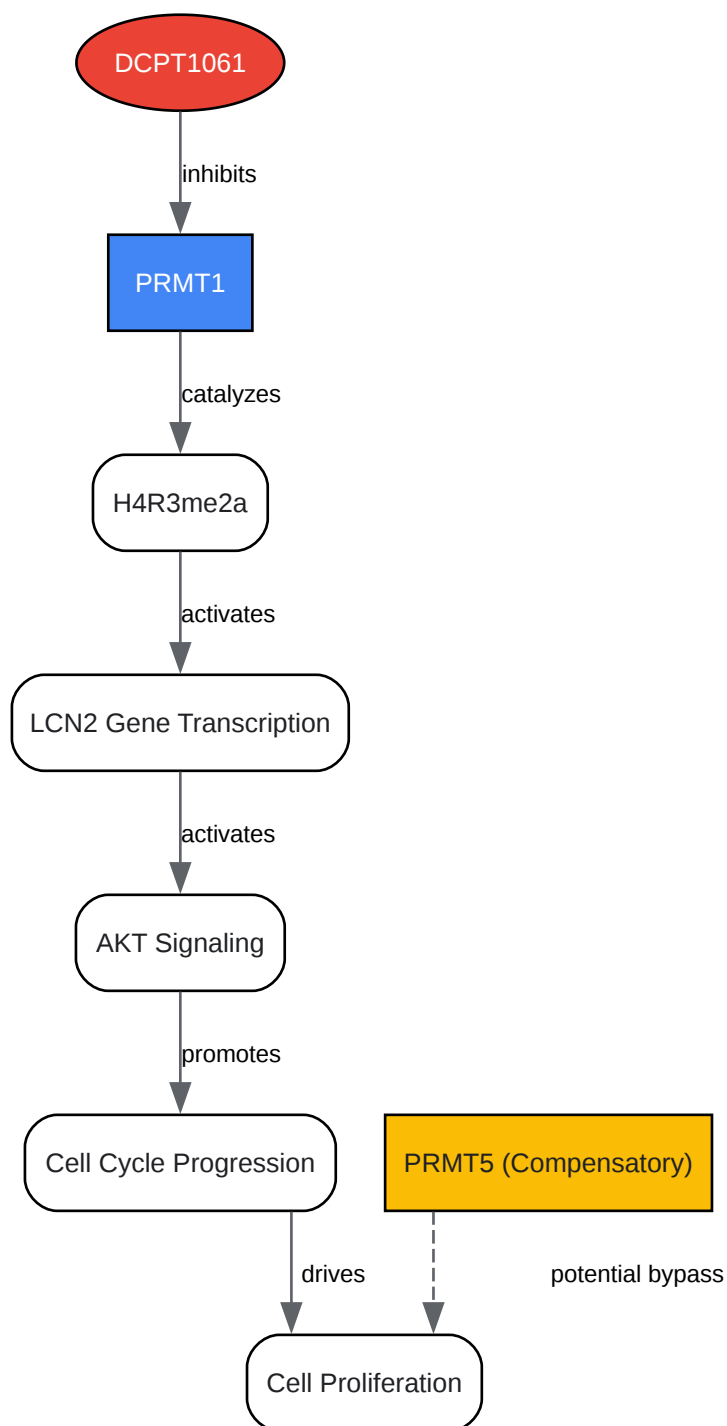 DCPT1061
inhibits
PRMT1
catalyzes
H4R3me2a
activates
LCN2 Gene Transcription
activates
AKT Signaling
promotes
Cell Cycle Progression
PRMT5 (Compensatory)
drives
potential bypass
Cell Proliferation